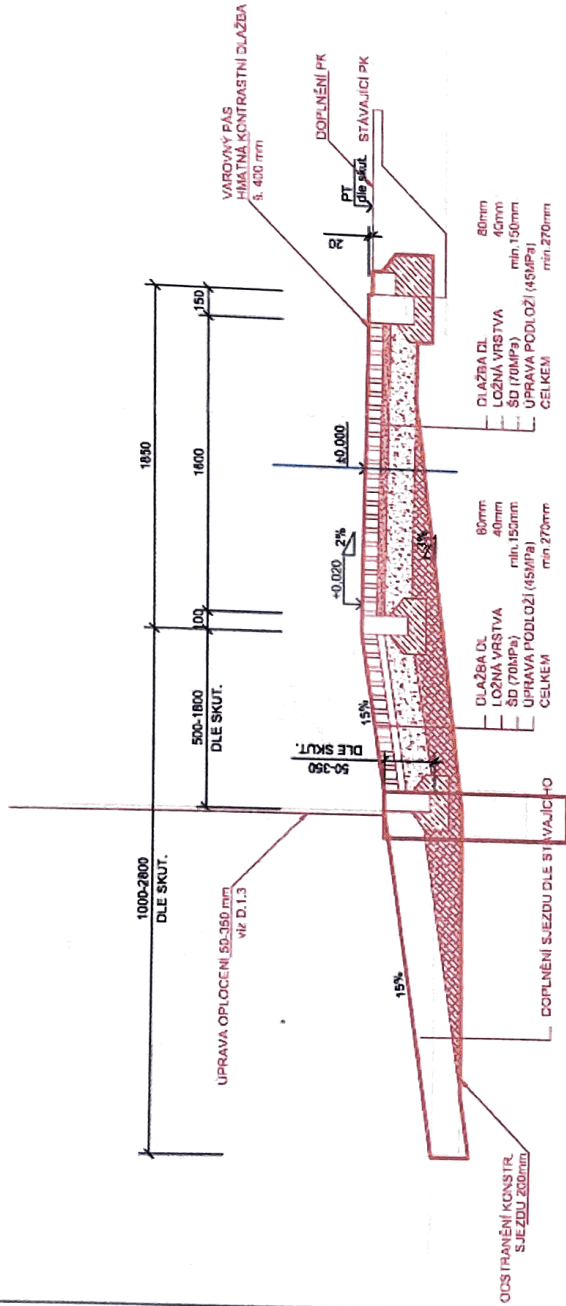 1000-2800
DLE SKUT.
1850
500-1800
DLE SKUT.
100
1600
150
ÚPRAVA OPLOCENÍ 50-350 mm
viz D.1.3
VAROVNÝ PÁS
HMATNÁ KONTRASTNÍ DLAŽBA
š. 400 mm
DOPLNĚNÍ PK
STÁVAJÍCÍ PK
PT
dle skut.
20
±0,000
+0,020
2%
15%
15%
50-350
DLE SKUT.
DLAŽBA DL 80mm
LOŽNÁ VRSTVA 40mm
ŠD (70MPa) min.150mm
ÚPRAVA PODLOŽÍ (45MPa)
CELKEM min.270mm
DLAŽBA DL 80mm
LOŽNÁ VRSTVA 40mm
ŠD (70MPa) min.150mm
ÚPRAVA PODLOŽÍ (45MPa)
CELKEM min.270mm
DOPLNĚNÍ SJEZDU DLE STÁVAJÍCÍHO
ODSTRANĚNÍ KONSTR.
SJEZDU 200mm